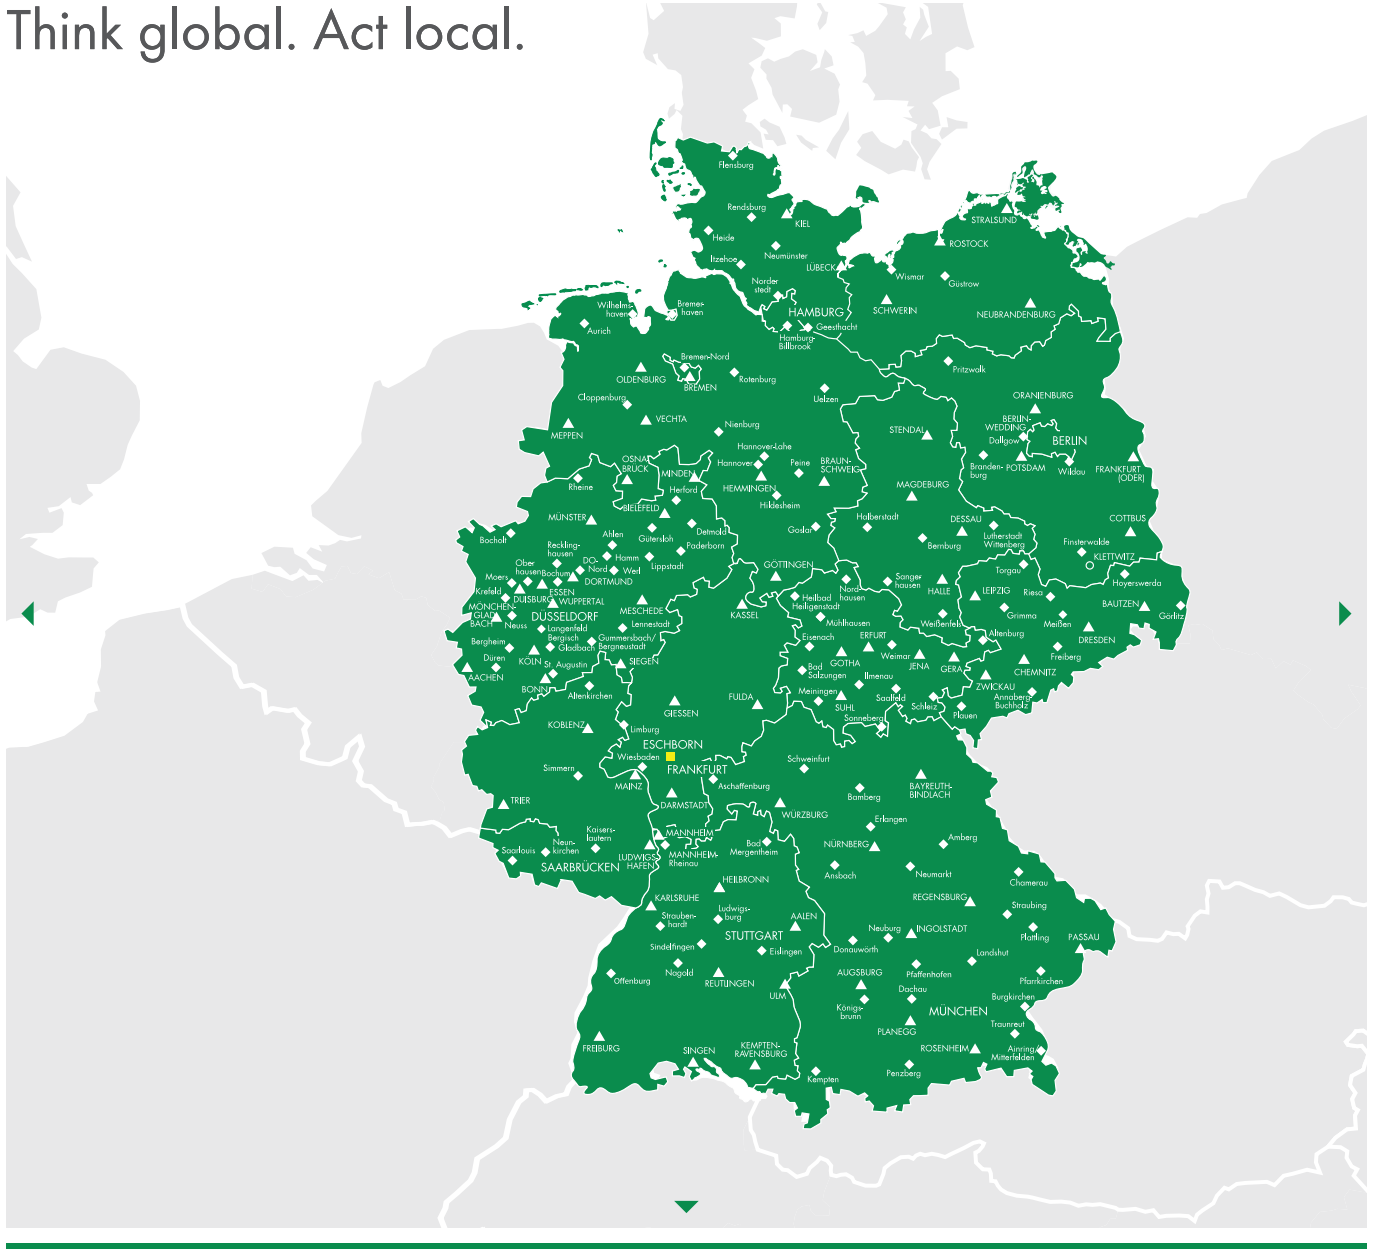 Think global. Act local.
Flensburg
Rendsburg
KIEL
STRALSUND
Heide
ROSTOCK
Neumünster
Itzehoe
LÜBECK
Wismar
Güstrow
Norder
stedt
Wilhelms-
haven
Bremer-
haven
HAMBURG
SCHWERIN
NEUBRANDENBURG
Aurich
Geesthacht
Hamburg-
Billbrook
Bremen-Nord
Pritzwalk
OLDENBURG
BREMEN
Rotenburg
Cloppenburg
Uelzen
ORANIENBURG
VECHTA
BERLIN-
WEDDING
Nienburg
STENDAL
MEPPEN
Dallgow
BERLIN
Hannover-Lahe
OSNA
BRÜCK
Hannover
Peine
BRAUN-
SCHWEIG
Branden-
burg
POTSDAM
Wildau
FRANKFURT
(ODER)
MINDEN
Rheine
HEMMINGEN
MAGDEBURG
Herford
Hildesheim
BIELEFELD
MÜNSTER
Halberstadt
DESSAU
COTTBUS
Goslar
Detmold
Lutherstadt
Wittenberg
Bocholt
Ahlen
Gütersloh
Bernburg
Finsterwalde
Reckling-
hausen
Paderborn
KLETTWITZ
DO-
Nord
Hamm
Lippstadt
GÖTTINGEN
Torgau
Ober
hausen
Bochum
Werl
Moers
DORTMUND
Sanger
hausen
Hoyerswerda
Krefeld
ESSEN
Nord
hausen
HALLE
LEIPZIG
Riesa
DUISBURG
WUPPERTAL
MESCHEDE
KASSEL
Heilbad
Heiligenstadt
BAUTZEN
Görlitz
MÖNCHEN-
GLAD
BACH
DÜSSELDORF
Mühlhausen
Weißenfels
Grimma
Meißen
Neuss
Lennestadt
Langenfeld
Altenburg
DRESDEN
Bergisch
Gladbach
Gummersbach/
Bergneustadt
Eisenach
ERFURT
Bergheim
Weimar
Freiberg
Düren
KÖLN
St. Augustin
SIEGEN
GOTHA
JENA
GERA
CHEMNITZ
AACHEN
Bad
Salzungen
Ilmenau
ZWICKAU
BONN
Altenkirchen
Meiningen
SUHL
Saalfeld
Schleiz
Annaberg
Buchholz
FULDA
GIESSEN
Plauen
Sonneberg
KOBLENZ
Limburg
ESCHBORN
Wiesbaden
Schweinfurt
Simmern
FRANKFURT
MAINZ
Aschaffenburg
BAYREUTH-
BINDLACH
Bamberg
TRIER
DARMSTADT
WÜRZBURG
Erlangen
Kaisers-
lautern
MANNHEIM
Bad
Mergentheim
Amberg
Neun-
kirchen
NÜRNBERG
Saarlouis
LUDWIGS
HAFEN
MANNHEIM-
Rheinau
SAARBRÜCKEN
Ansbach
Neumarkt
HEILBRONN
Chamerau
KARLSRUHE
REGENSBURG
Straubing
Ludwigs-
burg
Strauben-
hardt
AALEN
Neuburg
INGOLSTADT
Plattling
STUTTGART
PASSAU
Sindelfingen
Eislingen
Donauwörth
Landshut
Nagold
AUGSBURG
Pfaffenhofen
Offenburg
REUTLINGEN
Pfarrkirchen
ULM
Dachau
Burgkirchen
Königs-
brunn
MÜNCHEN
Traunreut
PLANEGG
FREIBURG
SINGEN
KEMPTEN-
RAVENSBURG
ROSENHEIM
Ainring/
Mitterfelden
Penzberg
Kempten